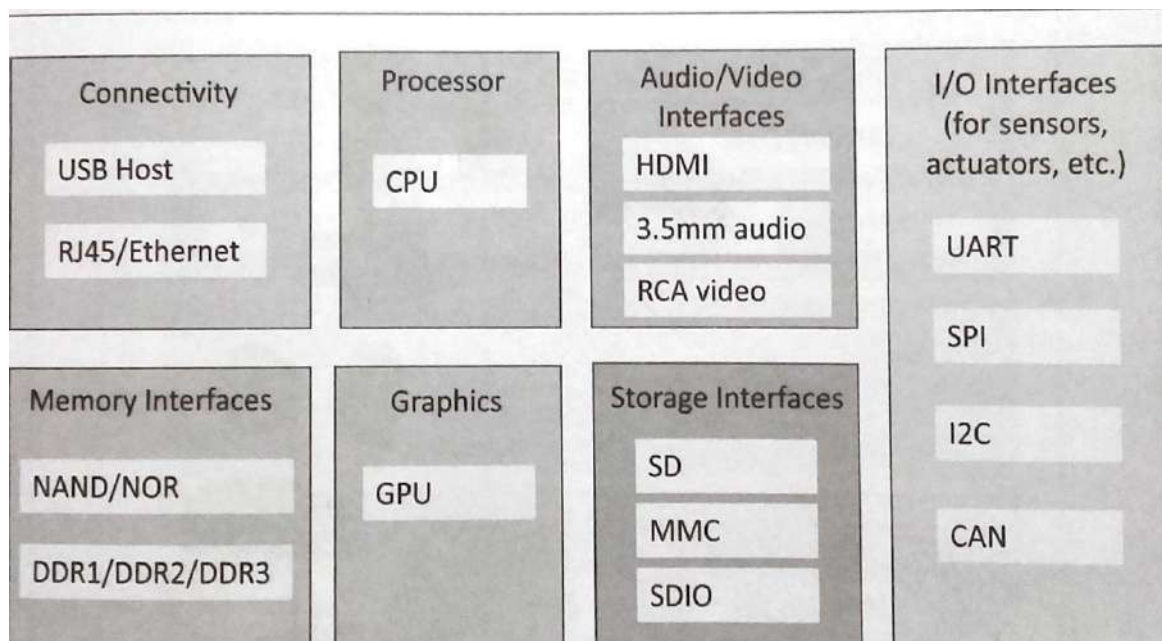 Connectivity
USB Host
RJ45/Ethernet
Processor
CPU
Audio/Video
Interfaces
HDMI
3.5mm audio
RCA video
I/O Interfaces
(for sensors,
actuators, etc.)
UART
SPI
I2C
CAN
Memory Interfaces
NAND/NOR
DDR1/DDR2/DDR3
Graphics
GPU
Storage Interfaces
SD
MMC
SDIO